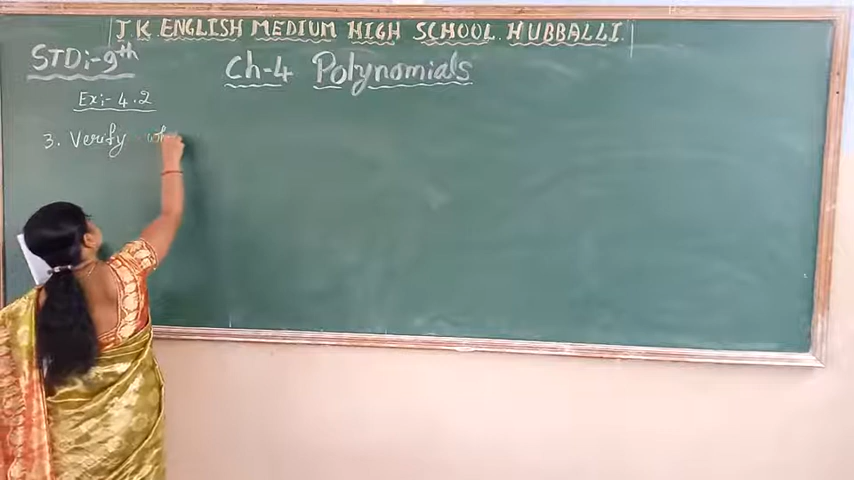 J.K ENGLISH MEDIUM HIGH SCHOOL HUBBALLI.
STD:-9th
Ch-4 Polynomials
Ex:-4.2
3. Verify